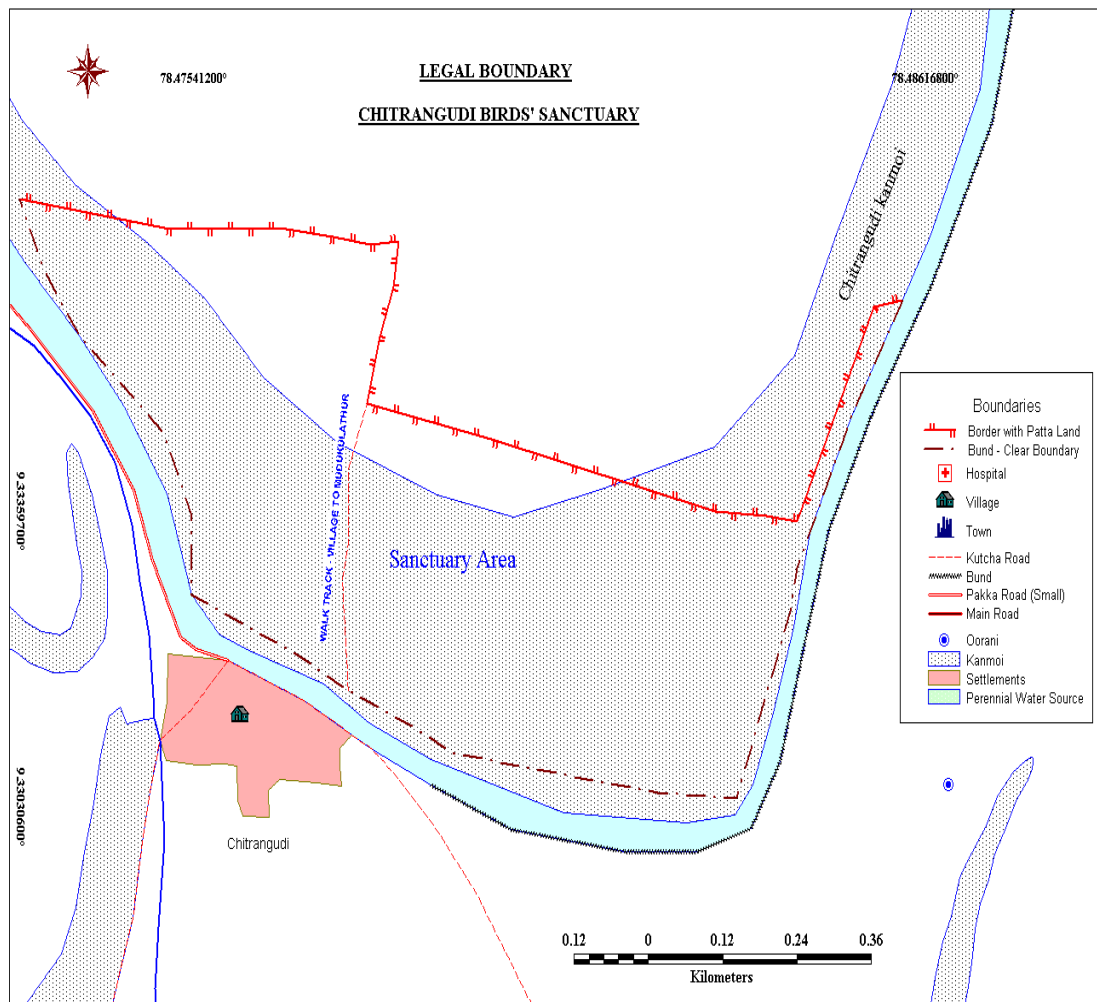 78.47541200°
LEGAL BOUNDARY
78.48616800°
CHITRANGUDI BIRDS' SANCTUARY
Chitrangudi kanmoi
WALK TRACK - VILLAGE TO MUDUKULATHUR
Sanctuary Area
9.33359700°
9.33030600°
Chitrangudi
Boundaries
Border with Patta Land
Bund - Clear Boundary
Hospital
Village
Town
Kutcha Road
Bund
Pakka Road (Small)
Main Road
Oorani
Kanmoi
Settlements
Perennial Water Source
0.12 0 0.12 0.24 0.36
Kilometers